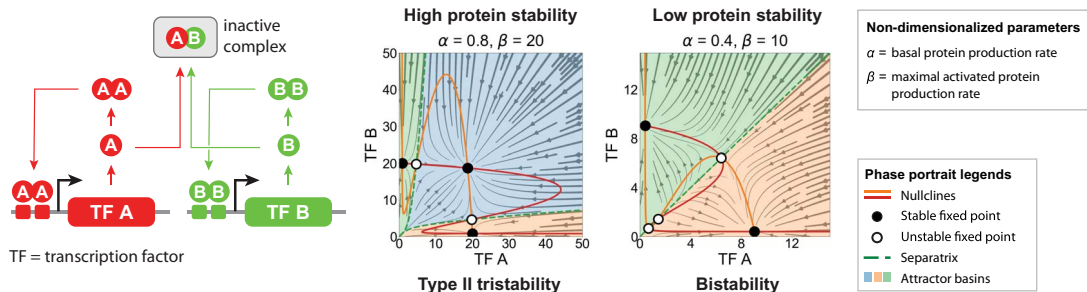 A B
inactive
complex
A A
B B
A
B
A A
TF A
B B
TF B
TF = transcription factor
High protein stability
α = 0.8, β = 20
50
40
30
20
10
0
TF B
0 10 20 30 40 50
TF A
Type II tristability
Low protein stability
α = 0.4, β = 10
12
8
4
0
TF B
0 4 8 12
TF A
Bistability
Non-dimensionalized parameters
α = basal protein production rate
β = maximal activated protein
production rate
Phase portrait legends
Nullclines
Stable fixed point
Unstable fixed point
Separatrix
Attractor basins